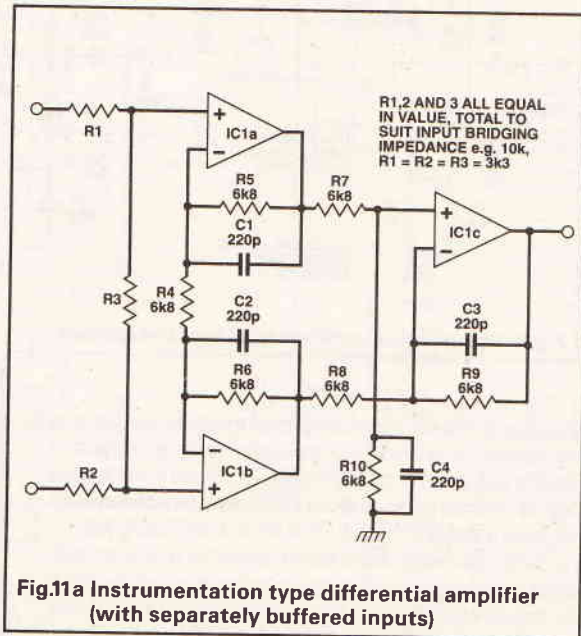 R1,2 AND 3 ALL EQUAL
IN VALUE, TOTAL TO
SUIT INPUT BRIDGING
IMPEDANCE e.g. 10k,
R1 = R2 = R3 = 3k3
R1
+
IC1a
−
R5
6k8
C1
220p
R7
6k8
+
IC1c
−
R3
R4
6k8
C2
220p
R6
6k8
R8
6k8
C3
220p
R9
6k8
−
IC1b
+
R2
R10
6k8
C4
220p
Fig.11a Instrumentation type differential amplifier
(with separately buffered inputs)